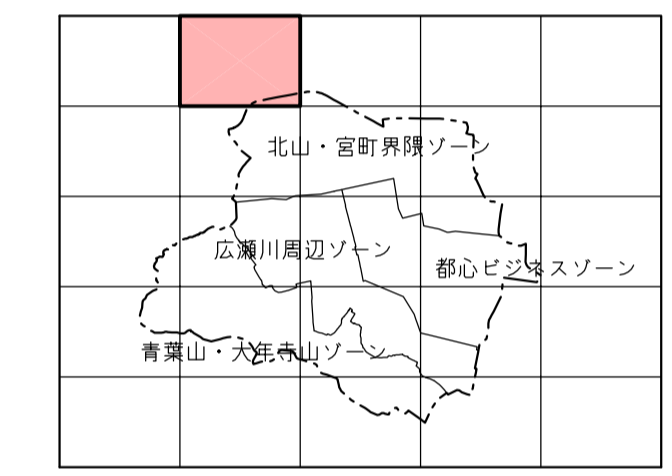 北山・宮町界隈ゾーン
広瀬川周辺ゾーン
都心ビジネスゾーン
青葉山・大年寺山ゾーン